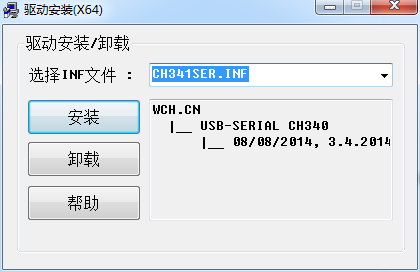 驱动安装(X64)
驱动安装/卸载
选择INF文件 :
CH341SER.INF
安装
WCH.CN
|__ USB-SERIAL CH340
|__ 08/08/2014, 3.4.2014
卸载
帮助